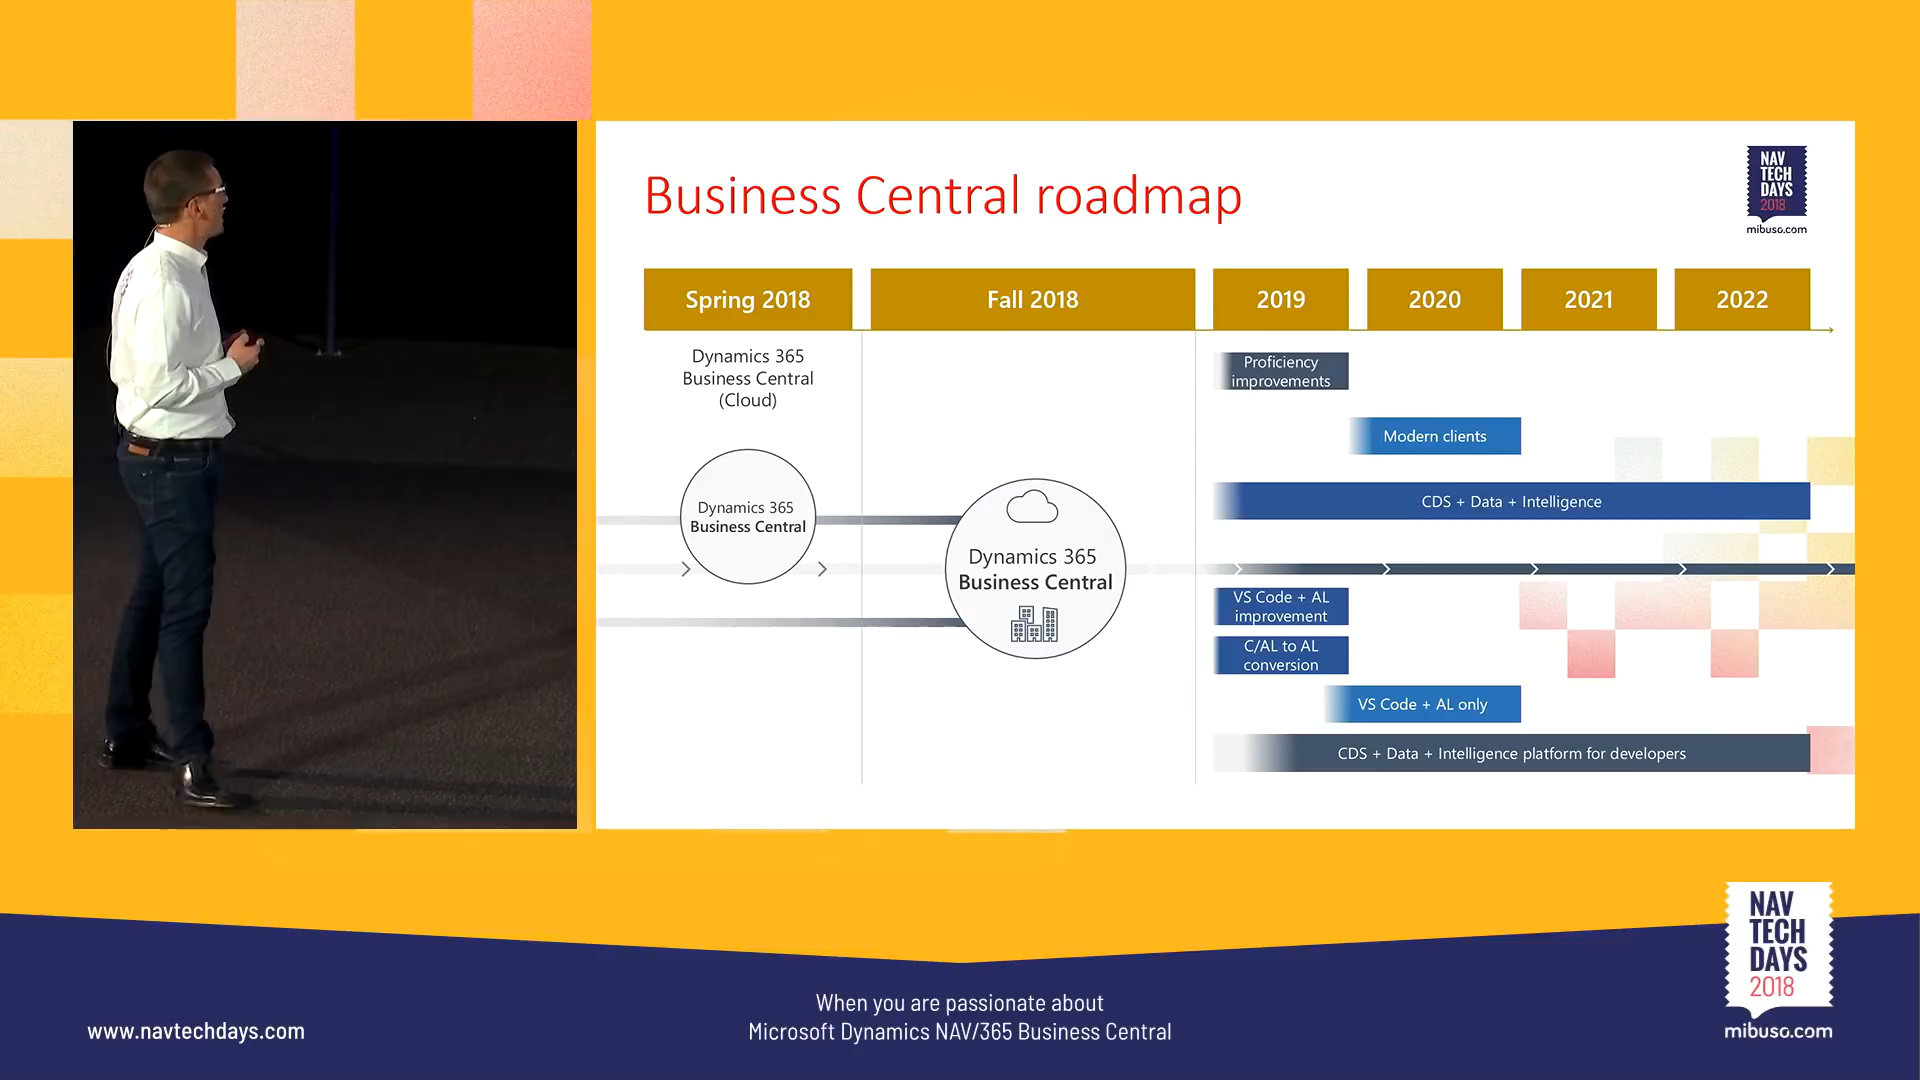 Business Central roadmap
NAV
TECH
DAYS
2018
mibuso.com
Spring 2018
Fall 2018
2019
2020
2021
2022
Dynamics 365
Business Central
(Cloud)
Dynamics 365
Business Central
Dynamics 365
Business Central
Proficiency
improvements
Modern clients
CDS + Data + Intelligence
VS Code + AL
improvement
C/AL to AL
conversion
VS Code + AL only
CDS + Data + Intelligence platform for developers
www.navtechdays.com
When you are passionate about
Microsoft Dynamics NAV/365 Business Central
NAV
TECH
DAYS
2018
mibuso.com